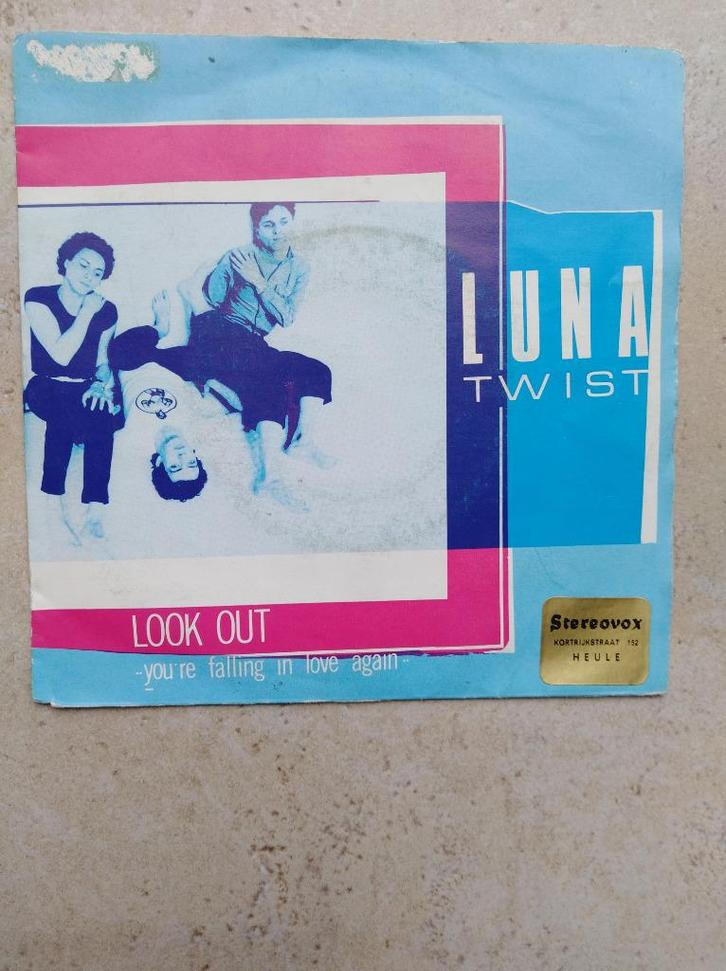 LUNA
TWIST
LOOK OUT
..you're falling in love again..
Stereovox
KORTRIJKSTRAAT 152
HEULE